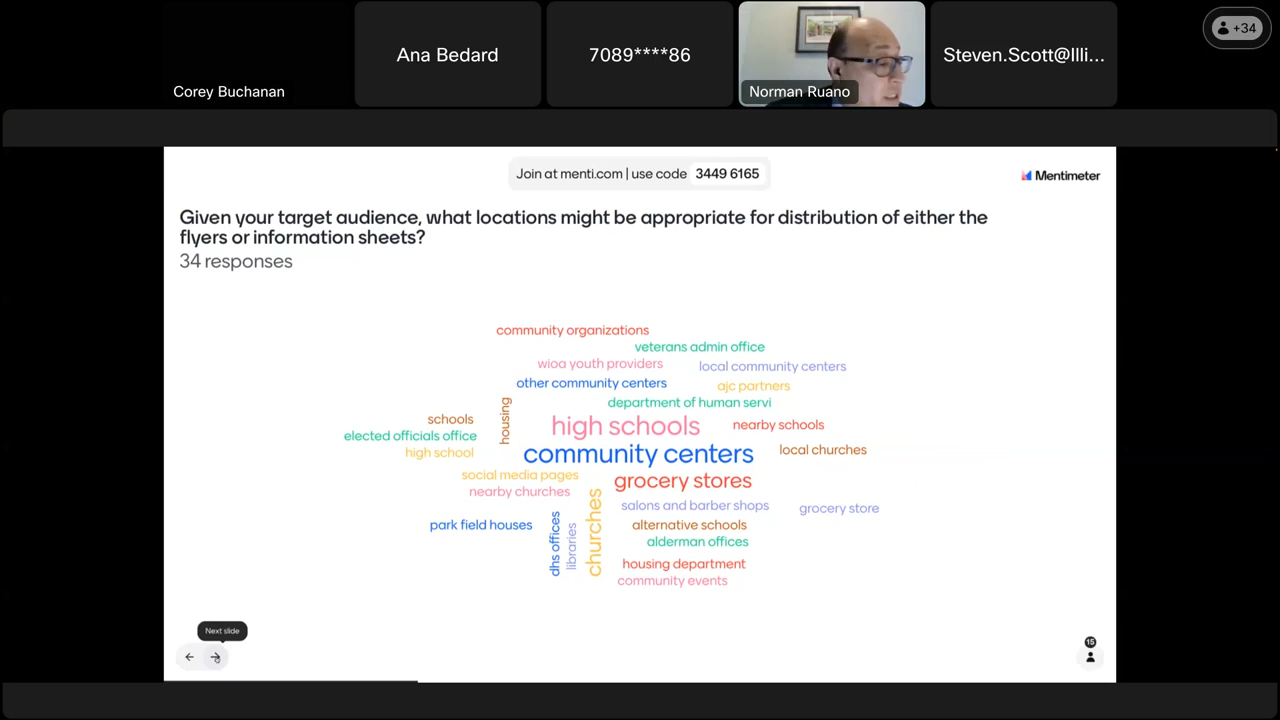 Corey Buchanan
Ana Bedard
7089****86
Norman Ruano
Steven.Scott@Illi...
+34
Join at menti.com | use code 3449 6165
Mentimeter
Given your target audience, what locations might be appropriate for distribution of either the
flyers or information sheets?
34 responses
community organizations
veterans admin office
wioa youth providers
local community centers
other community centers
ajc partners
department of human servi
housing
schools
high schools
nearby schools
elected officials office
high school
community centers
local churches
social media pages
grocery stores
nearby churches
salons and barber shops
grocery store
park field houses
dhs offices
libraries
churches
alternative schools
alderman offices
housing department
community events
Next slide
15